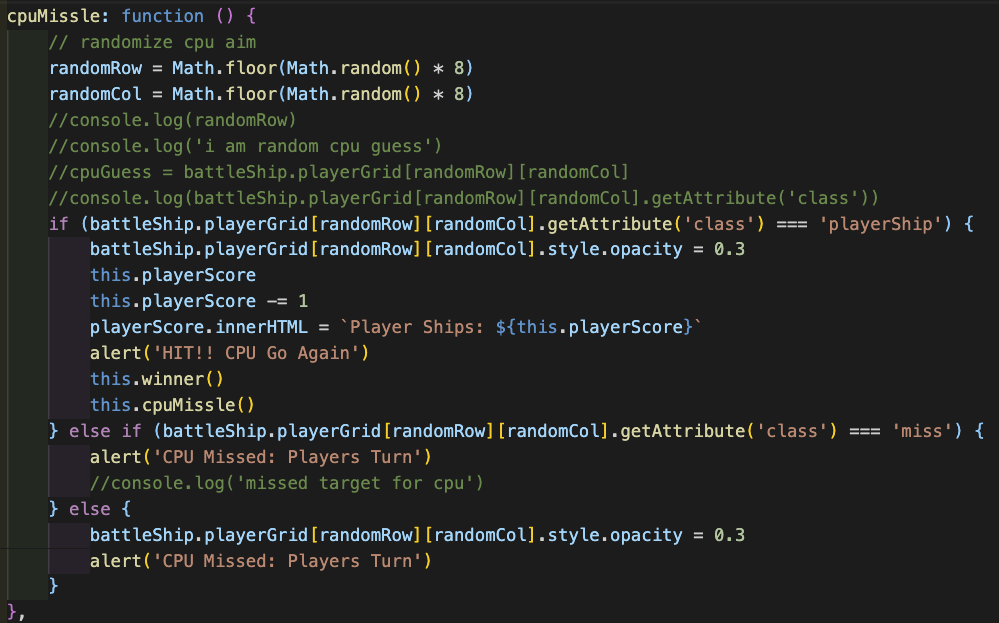 cpuMissle: function () {
    // randomize cpu aim
    randomRow = Math.floor(Math.random() * 8)
    randomCol = Math.floor(Math.random() * 8)
    //console.log(randomRow)
    //console.log('i am random cpu guess')
    //cpuGuess = battleShip.playerGrid[randomRow][randomCol]
    //console.log(battleShip.playerGrid[randomRow][randomCol].getAttribute('class'))
    if (battleShip.playerGrid[randomRow][randomCol].getAttribute('class') === 'playerShip') {
        battleShip.playerGrid[randomRow][randomCol].style.opacity = 0.3
        this.playerScore
        this.playerScore -= 1
        playerScore.innerHTML = `Player Ships: ${this.playerScore}`
        alert('HIT!! CPU Go Again')
        this.winner()
        this.cpuMissle()
    } else if (battleShip.playerGrid[randomRow][randomCol].getAttribute('class') === 'miss') {
        alert('CPU Missed: Players Turn')
        //console.log('missed target for cpu')
    } else {
        battleShip.playerGrid[randomRow][randomCol].style.opacity = 0.3
        alert('CPU Missed: Players Turn')
    }
},